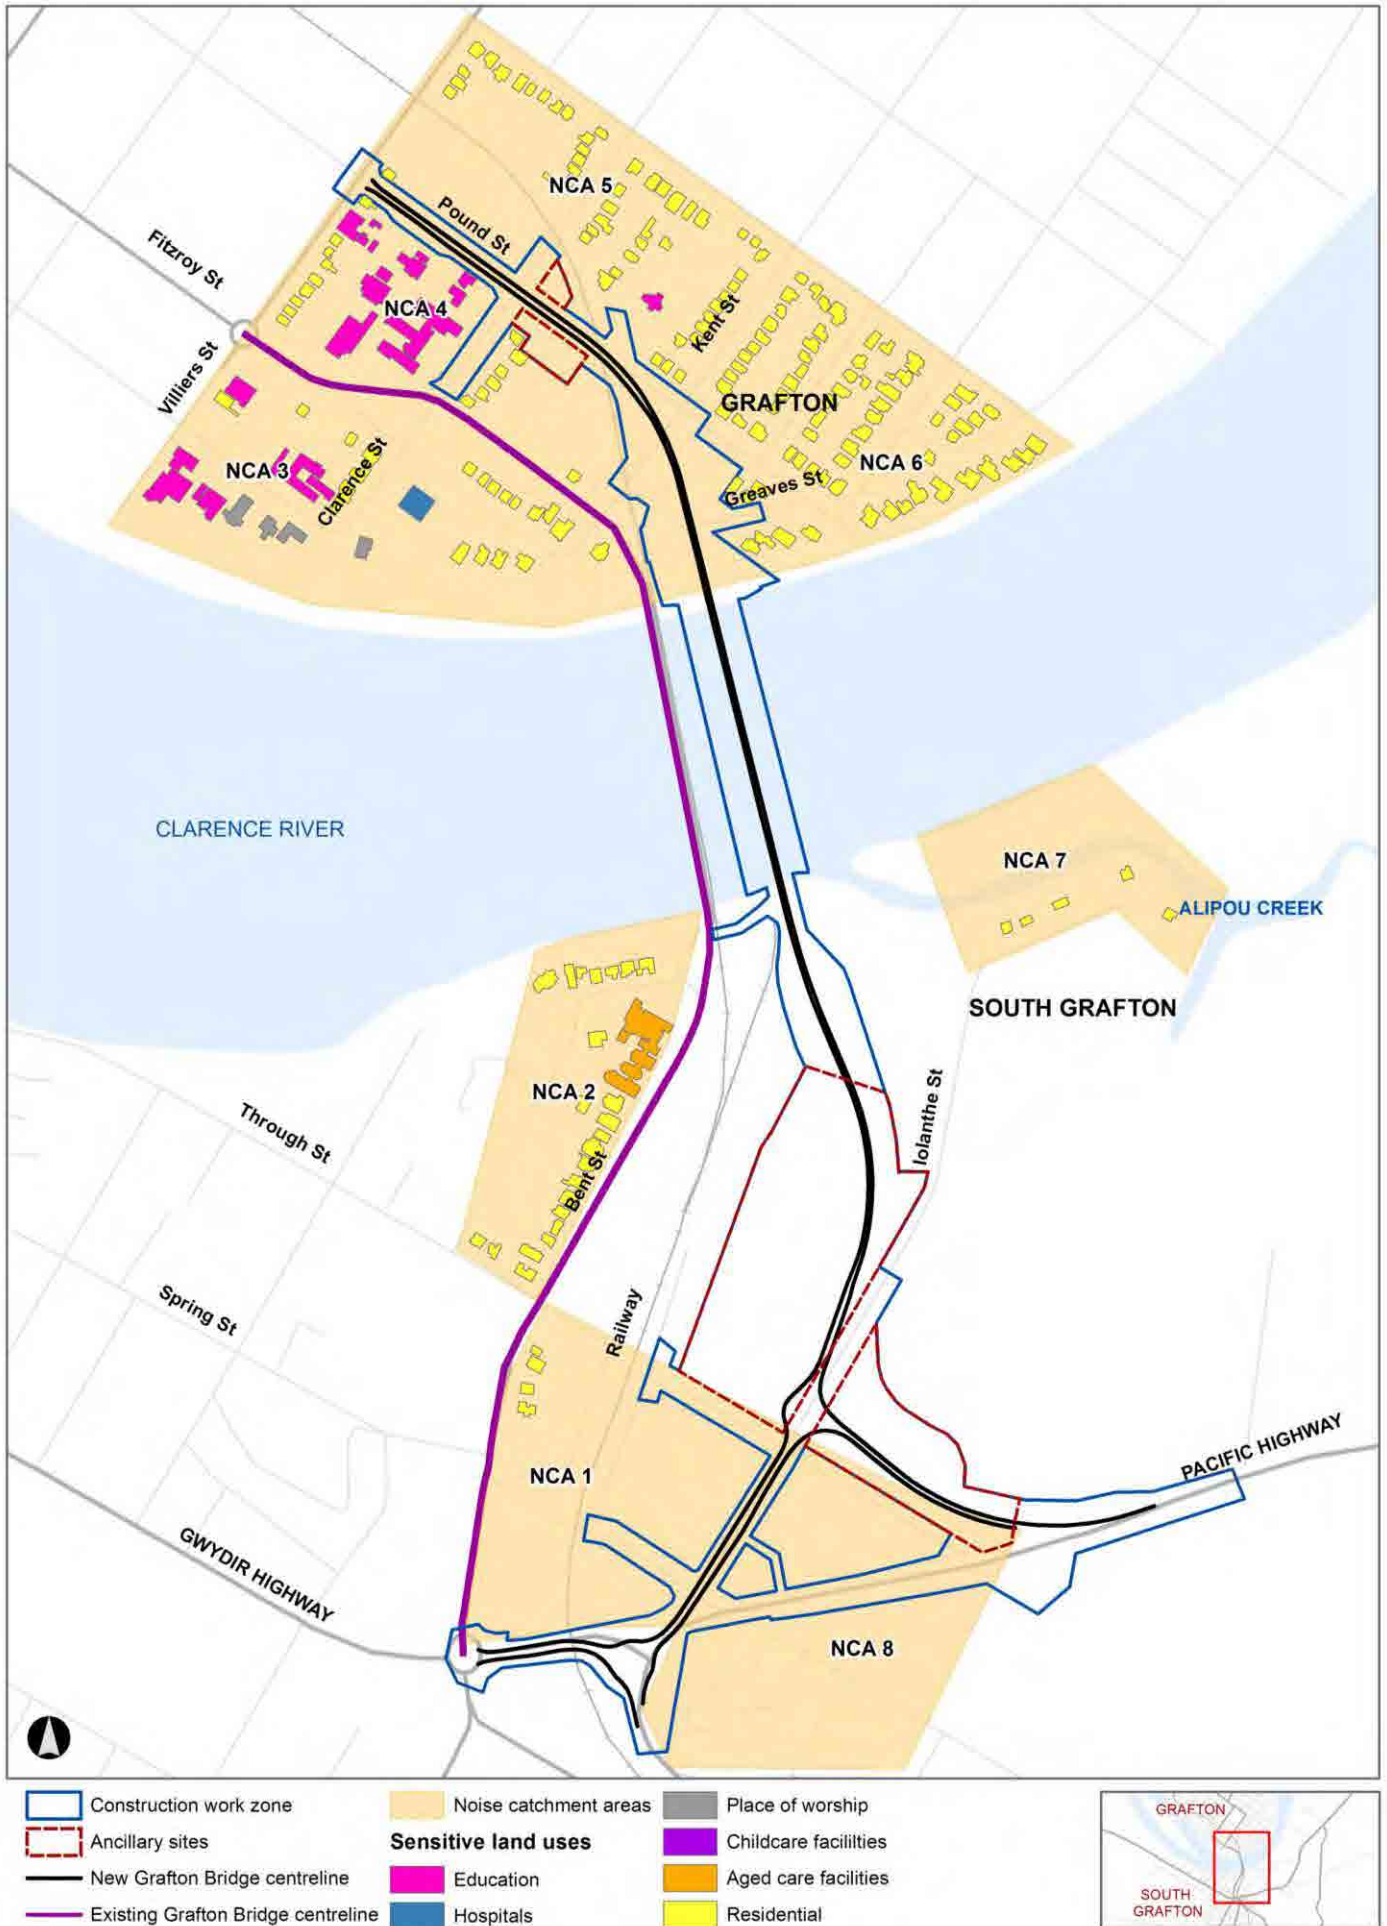 NCA 5
Pound St
Fitzroy St
NCA 4
Kent St
Villiers St
GRAFTON
NCA 3
Clarence St
NCA 6
Greaves St
CLARENCE RIVER
NCA 7
ALIPOU CREEK
SOUTH GRAFTON
NCA 2
Iolanthe St
Through St
Bent St
Spring St
Railway
PACIFIC HIGHWAY
NCA 1
GWYDIR HIGHWAY
NCA 8
Construction work zone
Ancillary sites
New Grafton Bridge centreline
Existing Grafton Bridge centreline
Noise catchment areas
Sensitive land uses
Education
Hospitals
Place of worship
Childcare facililties
Aged care facilities
Residential
GRAFTON
SOUTH
GRAFTON